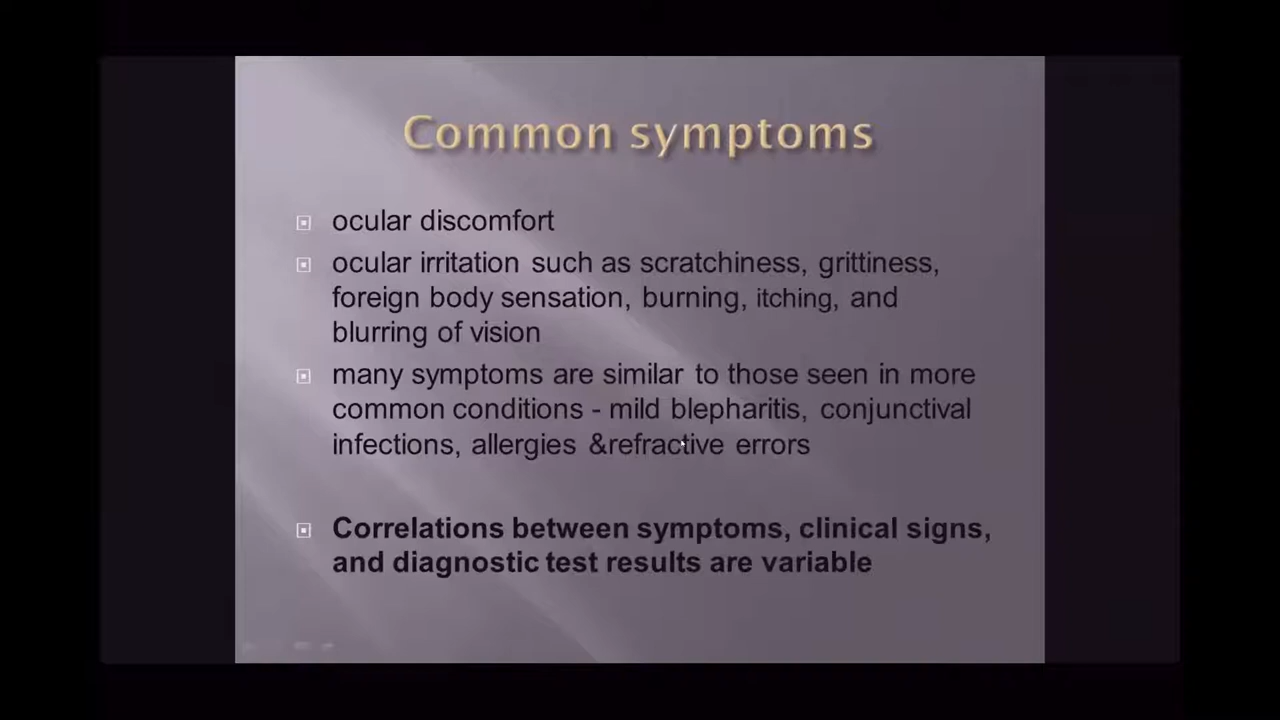 Common symptoms
ocular discomfort
ocular irritation such as scratchiness, grittiness,
foreign body sensation, burning, itching, and
blurring of vision
many symptoms are similar to those seen in more
common conditions - mild blepharitis, conjunctival
infections, allergies &refractive errors
Correlations between symptoms, clinical signs,
and diagnostic test results are variable